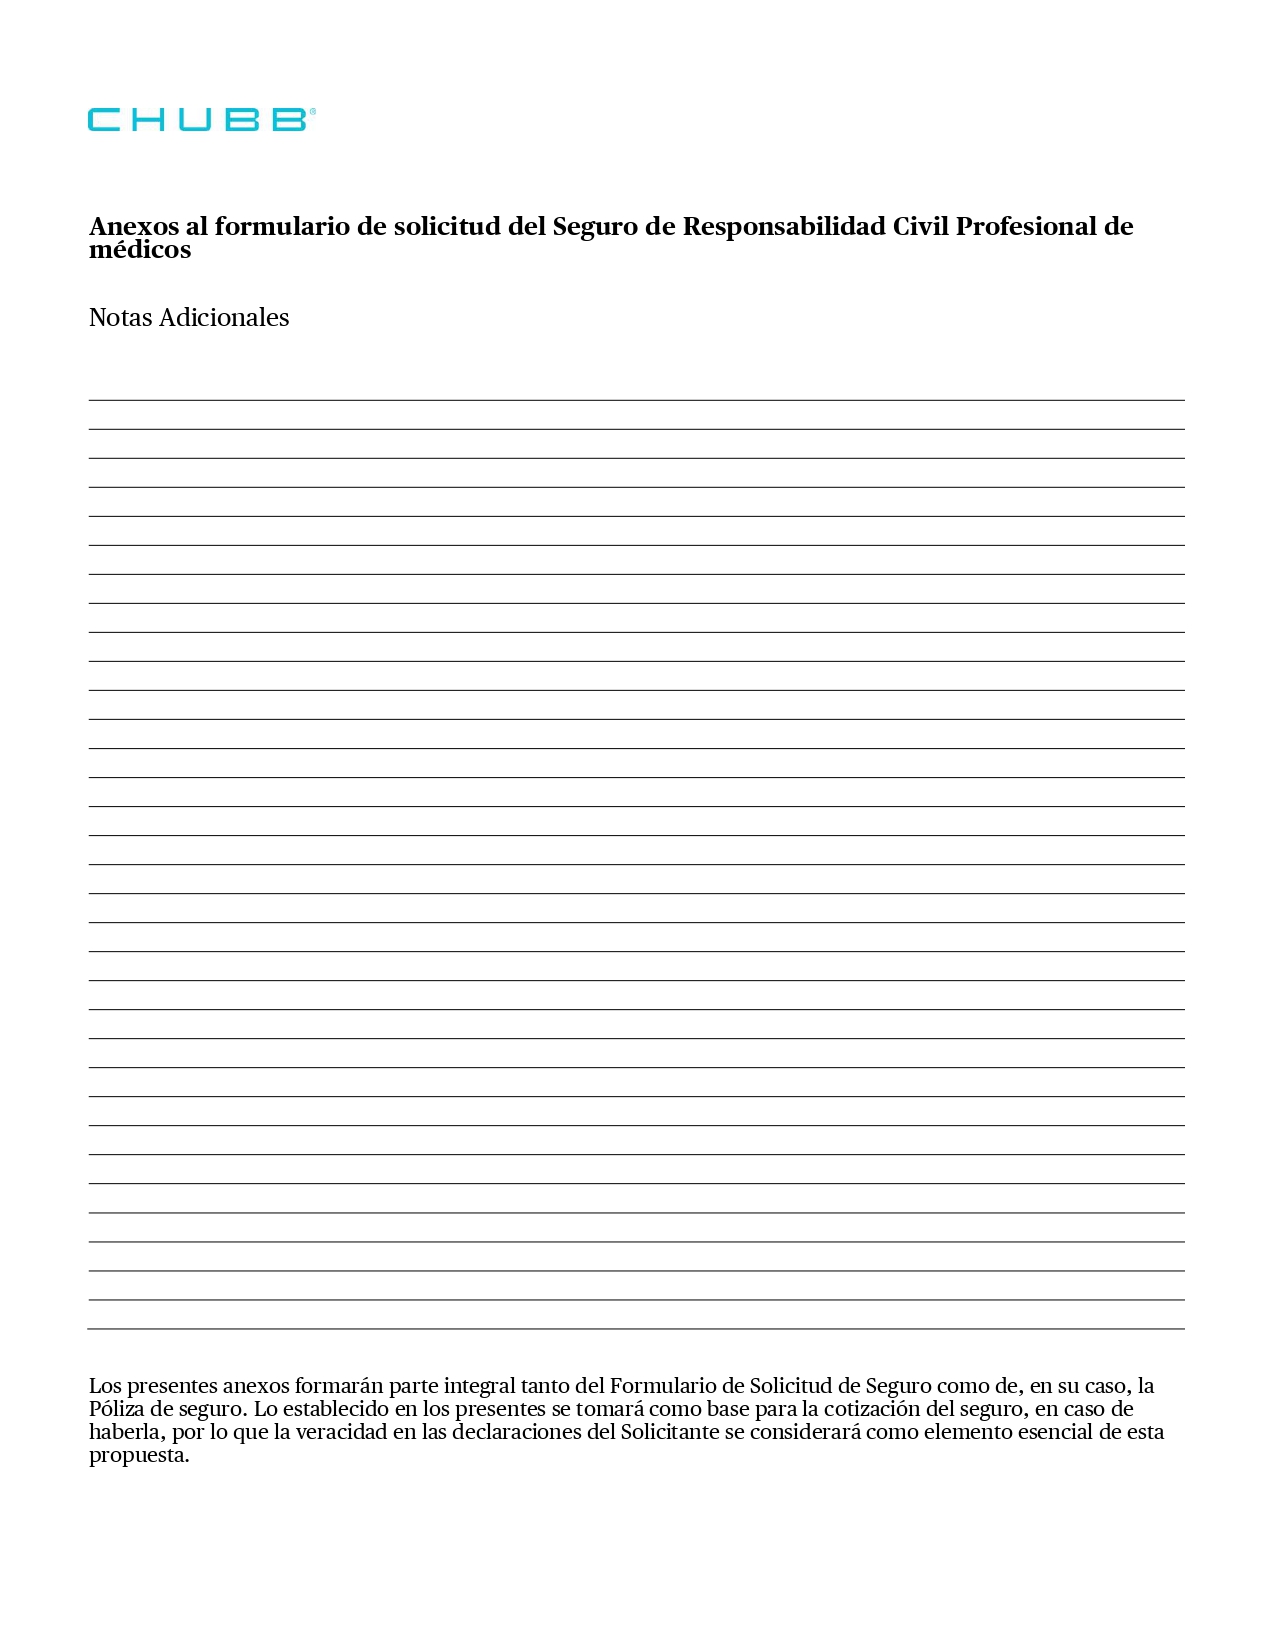 CHUBB®
Anexos al formulario de solicitud del Seguro de Responsabilidad Civil Profesional de
médicos
Notas Adicionales
Los presentes anexos formarán parte integral tanto del Formulario de Solicitud de Seguro como de, en su caso, la
Póliza de seguro. Lo establecido en los presentes se tomará como base para la cotización del seguro, en caso de
haberla, por lo que la veracidad en las declaraciones del Solicitante se considerará como elemento esencial de esta
propuesta.